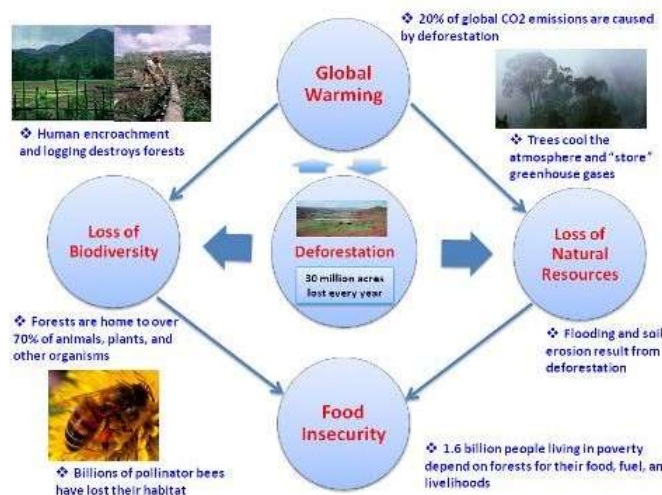 ❖ 20% of global CO2 emissions are caused
by deforestation
Global
Warming
❖ Human encroachment
and logging destroys forests
❖ Trees cool the
atmosphere and "store"
greenhouse gases
Loss of
Biodiversity
Deforestation
30 million acres
lost every year
Loss of
Natural
Resources
❖ Forests are home to over
70% of animals, plants, and
other organisms
❖ Flooding and soil
erosion result from
deforestation
Food
Insecurity
❖ Billions of pollinator bees
have lost their habitat
❖ 1.6 billion people living in poverty
depend on forests for their food, fuel, an
livelihoods